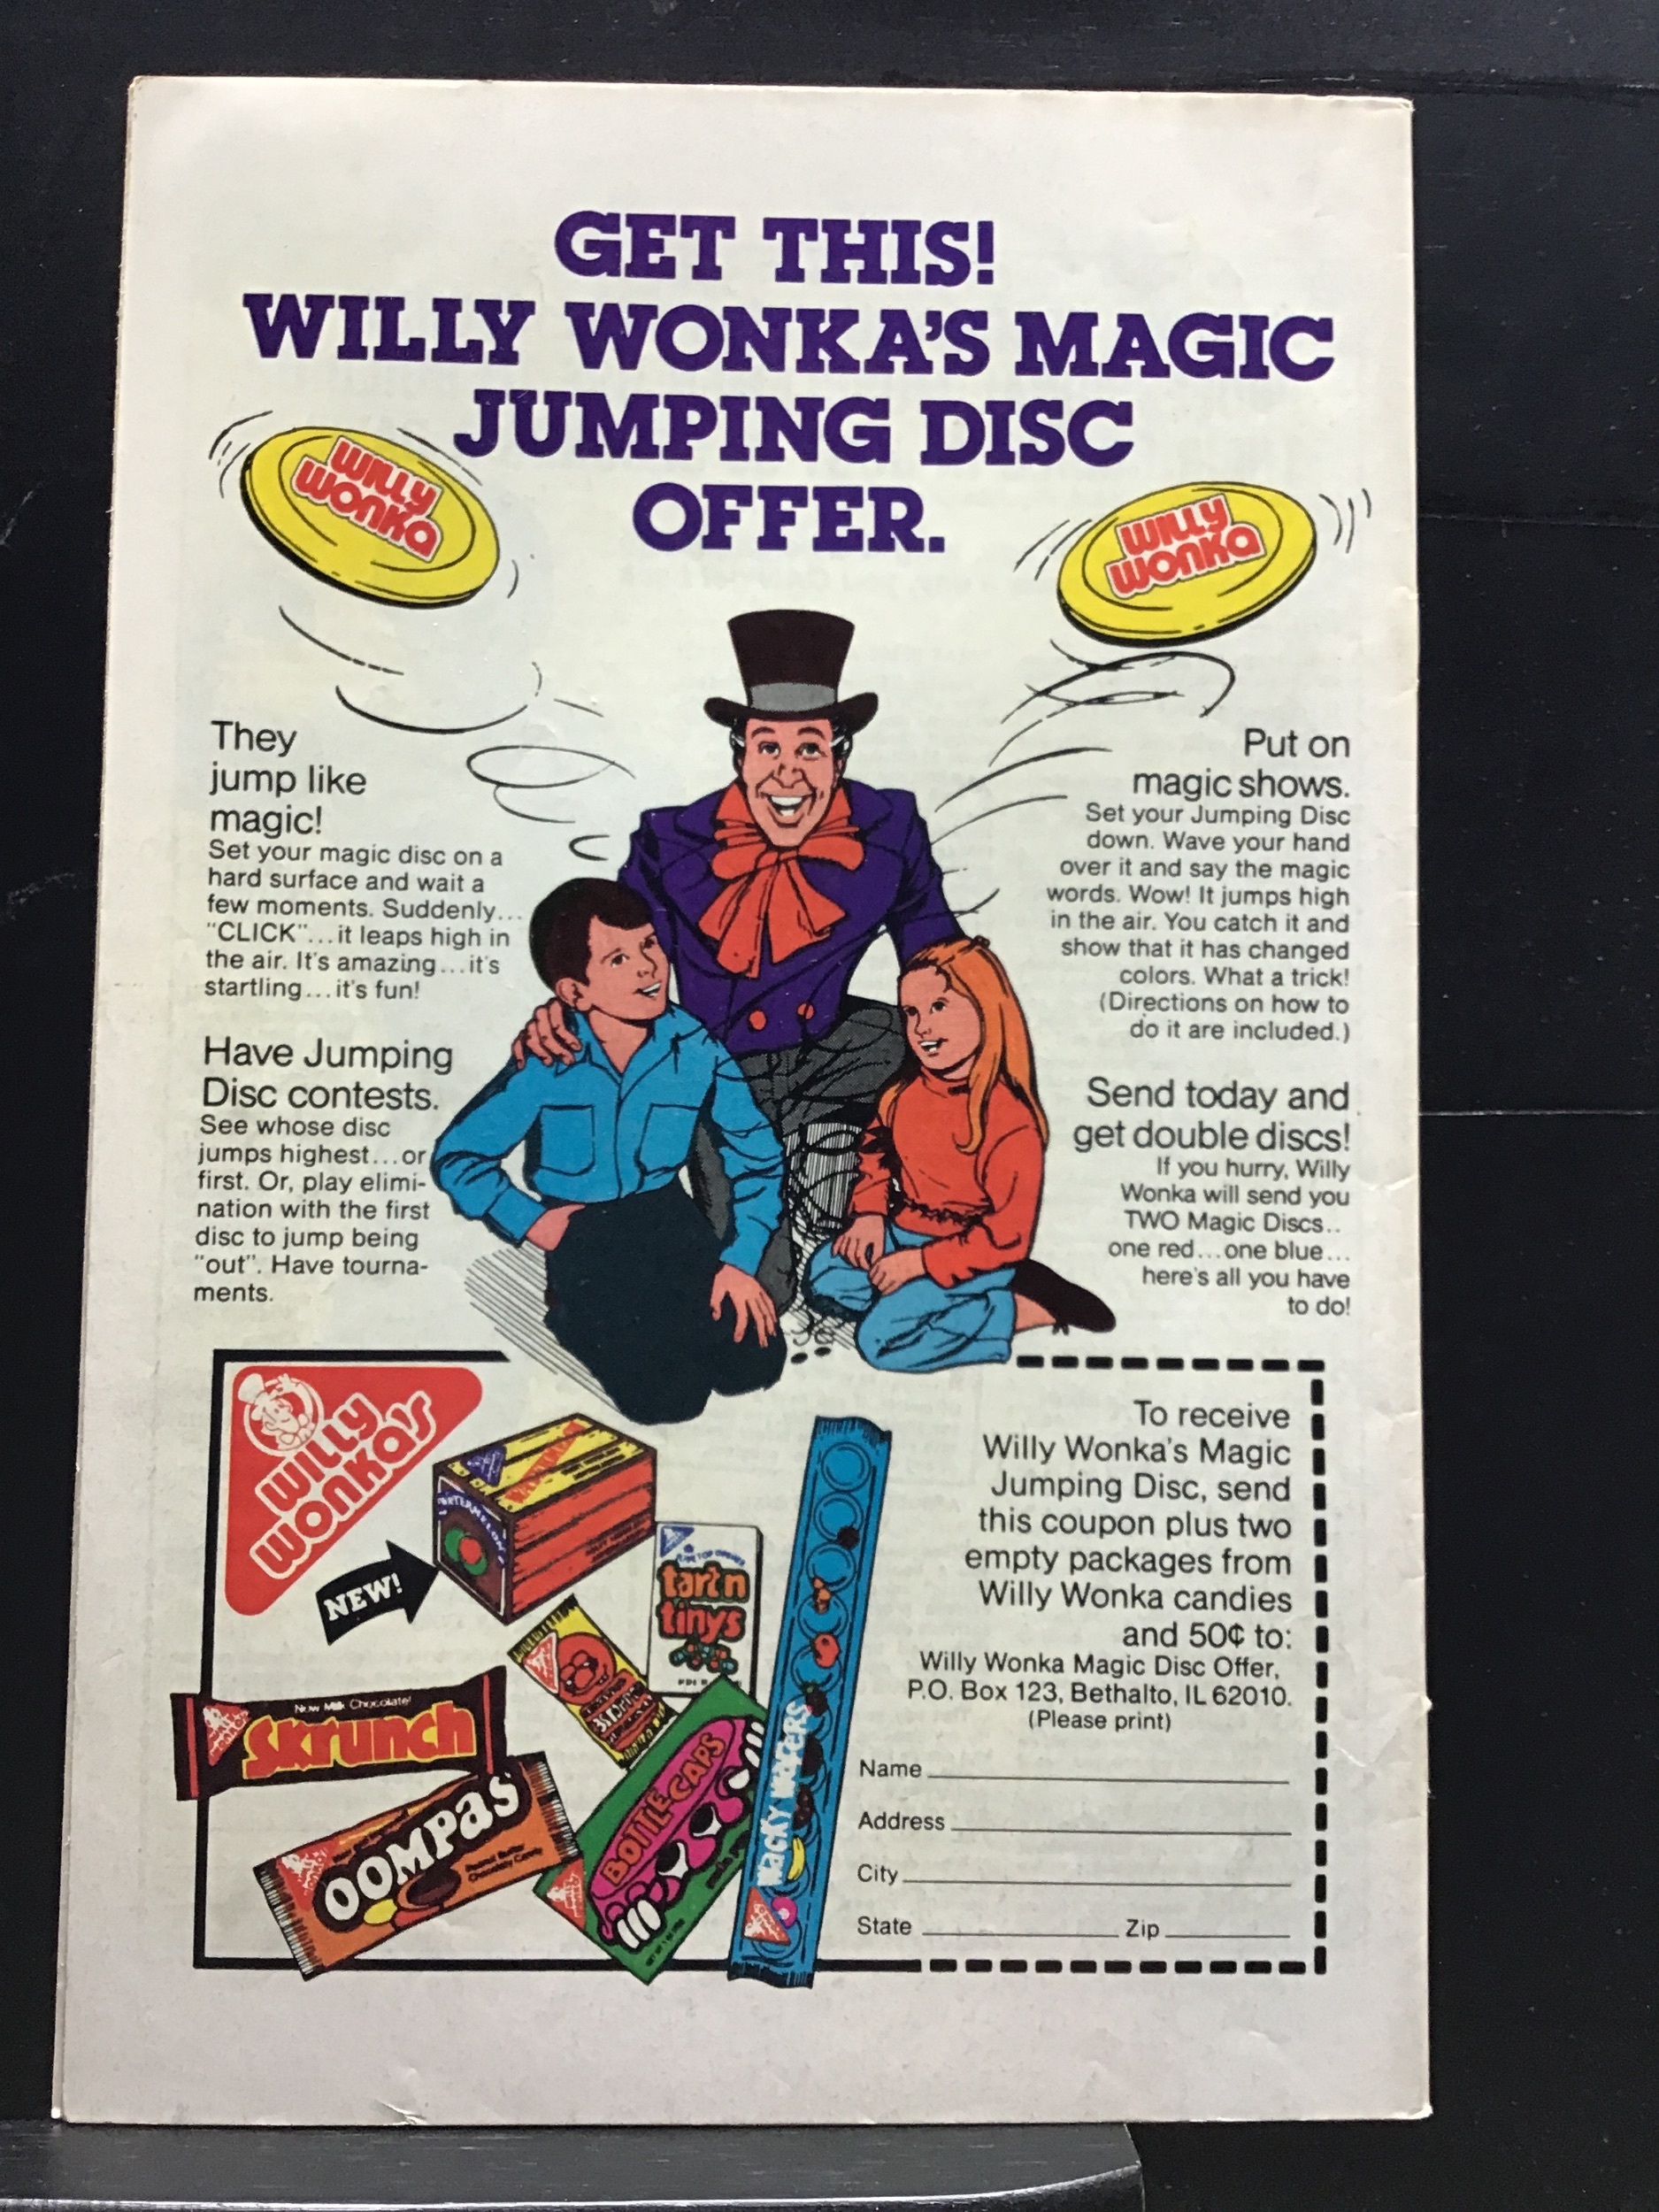 GET THIS!
WILLY WONKA'S MAGIC
JUMPING DISC
OFFER.
WILLY
WONKA
WILLY
WONKA
They
jump like
magic!
Set your magic disc on a
hard surface and wait a
few moments. Suddenly...
"CLICK"...it leaps high in
the air. It's amazing...it's
startling...it's fun!
Have Jumping
Disc contests.
See whose disc
jumps highest...or
first. Or, play elimi-
nation with the first
disc to jump being
"out". Have tourna-
ments.
Put on
magic shows.
Set your Jumping Disc
down. Wave your hand
over it and say the magic
words. Wow! It jumps high
in the air. You catch it and
show that it has changed
colors. What a trick!
(Directions on how to
do it are included.)
Send today and
get double discs!
If you hurry, Willy
Wonka will send you
TWO Magic Discs..
one red...one blue...
here's all you have
to do!
WILLY
WONKA'S
NEW!
WATERMELON
tart n
tinys
New Milk Chocolate!
Skrunch
OOMPAS
Peanut Butter
Chocolatey Candy
BOTTLE CAPS
WACKY WAFERS
To receive
Willy Wonka's Magic
Jumping Disc, send
this coupon plus two
empty packages from
Willy Wonka candies
and 50¢ to:
Willy Wonka Magic Disc Offer,
P.O. Box 123, Bethalto, IL 62010.
(Please print)
Name
Address
City
State Zip